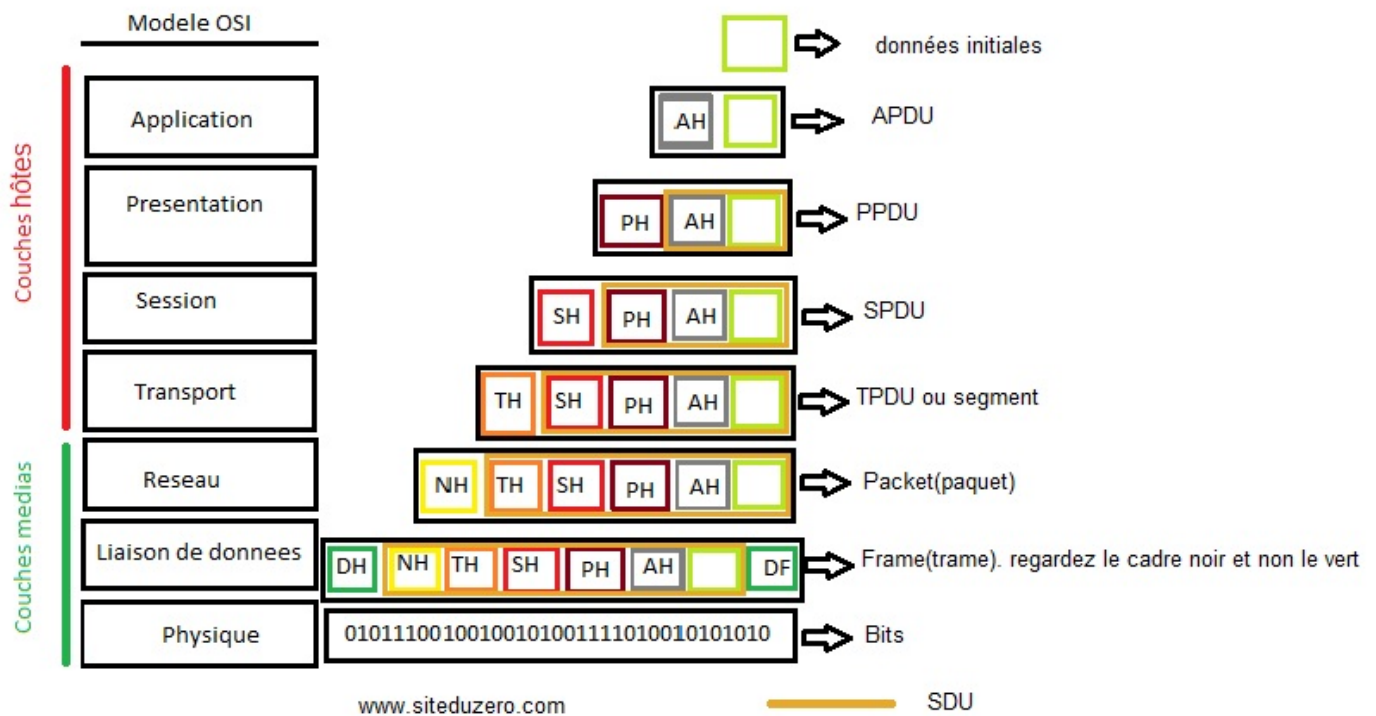 Modele OSI
données initiales
Couches hôtes
Application
AH
APDU
Presentation
PH AH
PPDU
Session
SH PH AH
SPDU
Transport
TH SH PH AH
TPDU ou segment
Couches medias
Reseau
NH TH SH PH AH
Packet(paquet)
Liaison de donnees
DH NH TH SH PH AH DF
Frame(trame). regardez le cadre noir et non le vert
Physique
0101110010010010100111101001010101​0
Bits
www.siteduzero.com
SDU